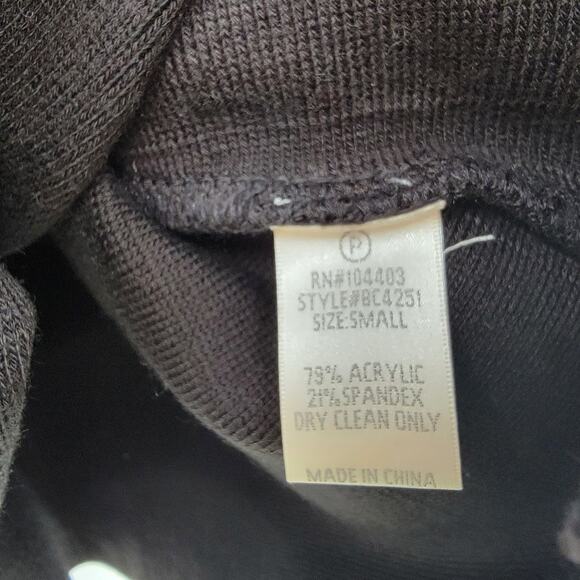 P
RN#104403
STYLE#BC4251
SIZE:SMALL
79% ACRYLIC
21%SPANDEX
DRY CLEAN ONLY
MADE IN CHINA